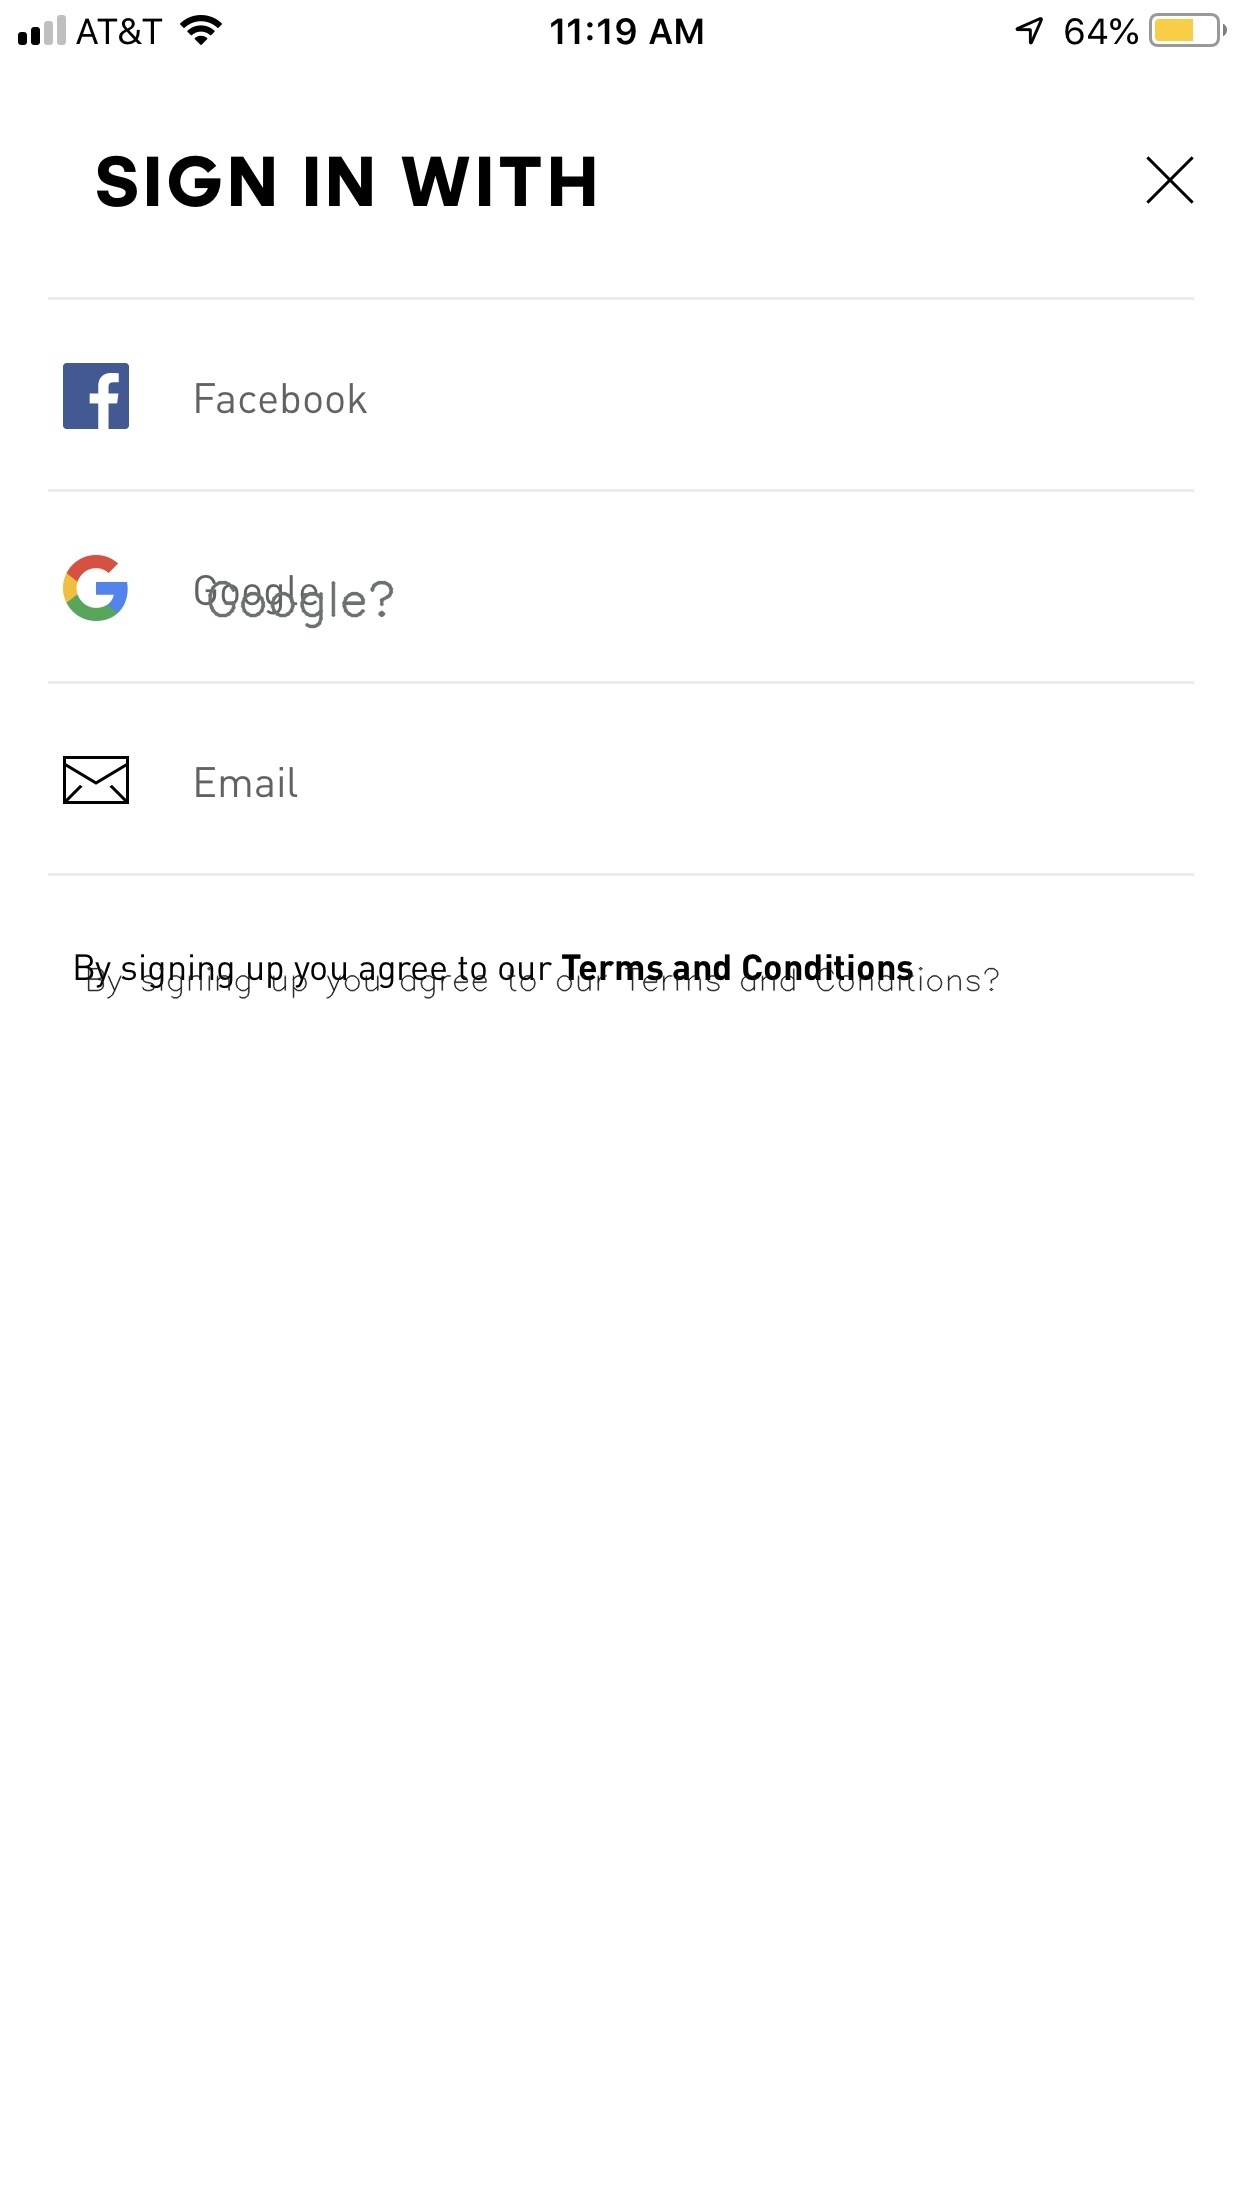 AT&T 11:19 AM 64%
SIGN IN WITH
Facebook
Google
Google?
Email
By signing up you agree to our Terms and Conditions
By signing up you agree to our Terms and Conditions?